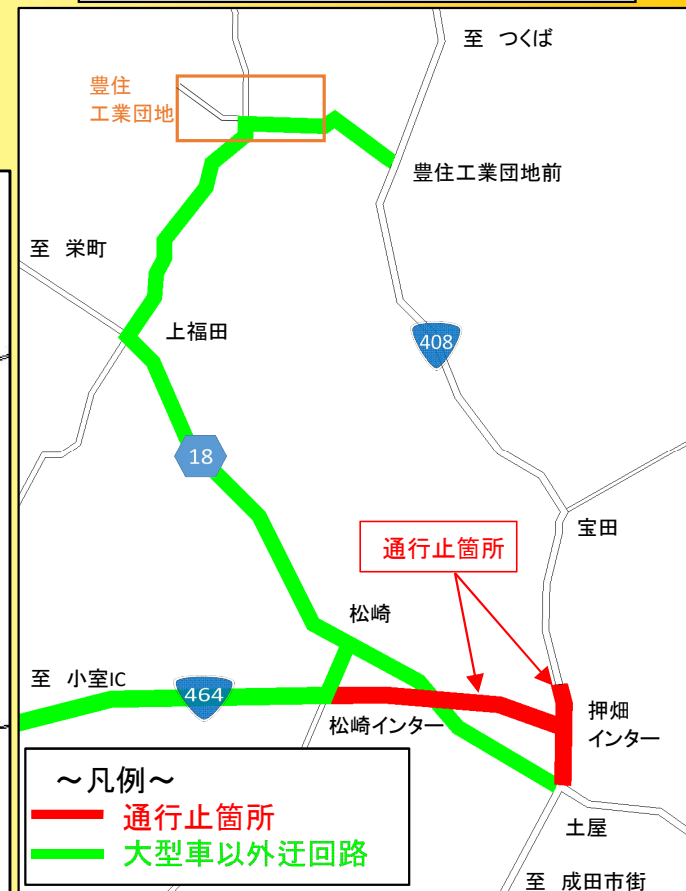 至 つくば
豊住
工業団地
豊住工業団地前
至 栄町
上福田
408
18
宝田
通行止箇所
松崎
至 小室IC
464
松崎インター
押畑
インター
～凡例～
通行止箇所
大型車以外迂回路
土屋
至 成田市街